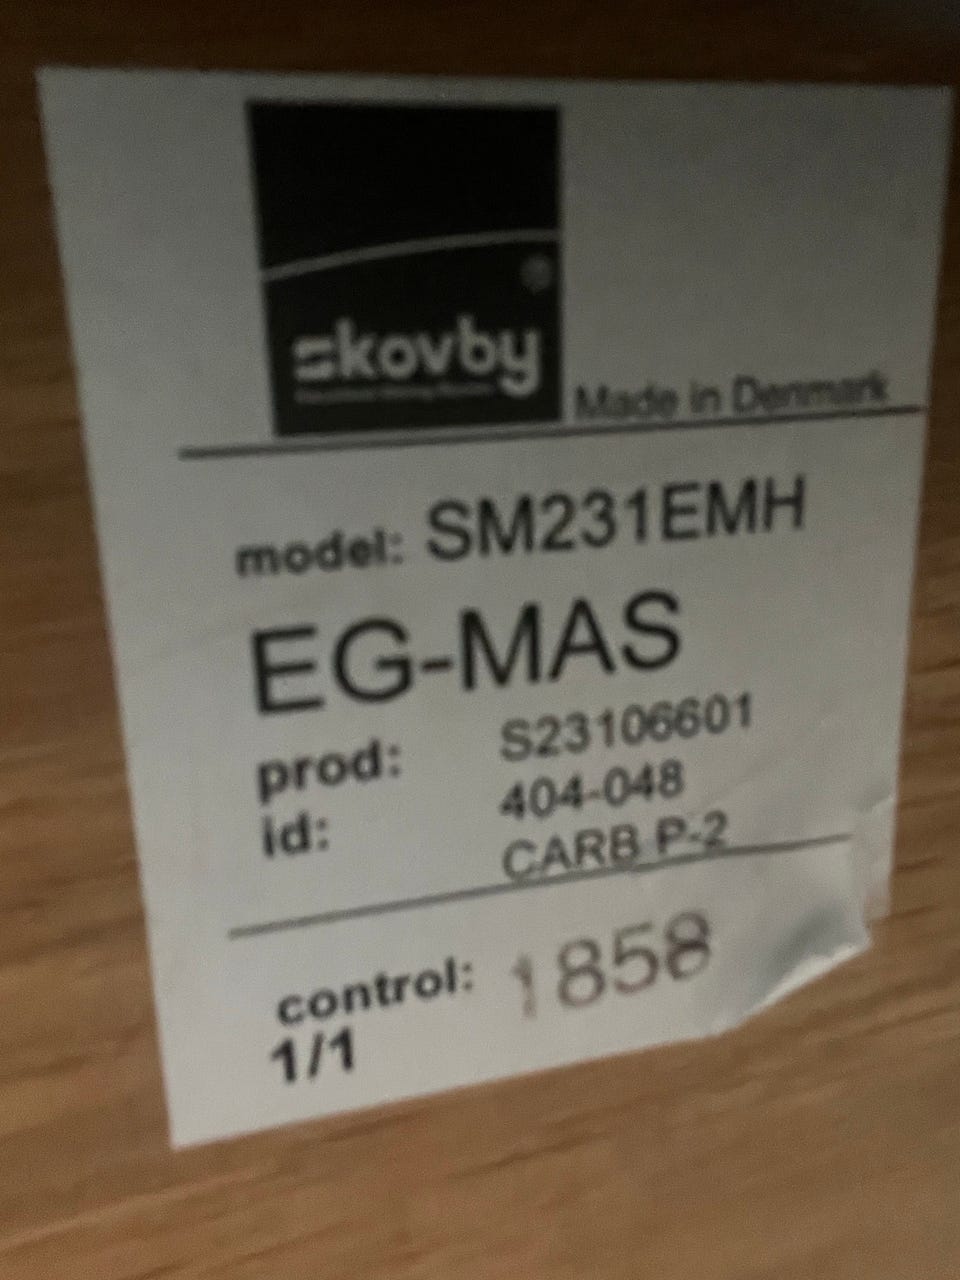 skovby
®
Made in Denmark
model: SM231EMH
EG-MAS
prod: S23106601
id: 404-048
CARB P-2
control: 1858
1/1